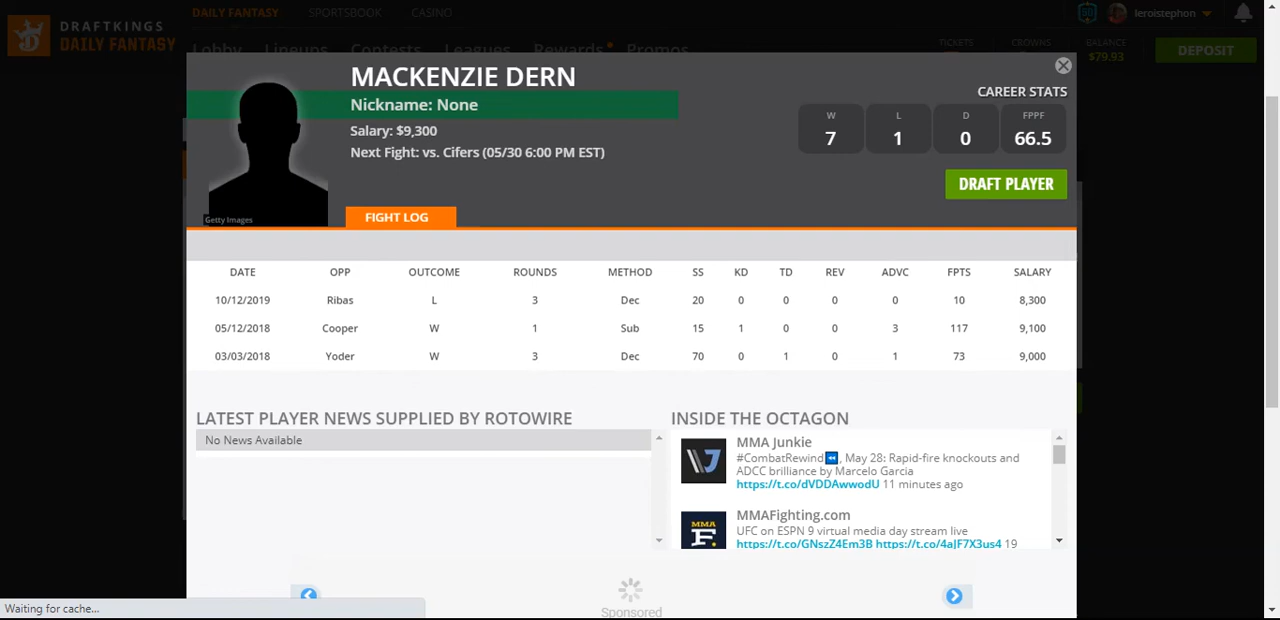 DRAFTKINGS
DAILY FANTASY
DAILY FANTASY SPORTSBOOK CASINO
Lobby Lineups Contests Leagues Rewards Promos
leroistephon
TICKETS CROWNS BALANCE
$79.93
DEPOSIT
MACKENZIE DERN
Nickname: None
Salary: $9,300
Next Fight: vs. Cifers (05/30 6:00 PM EST)
Getty Images
CAREER STATS
W L D FPPF
7 1 0 66.5
DRAFT PLAYER
FIGHT LOG
DATE OPP OUTCOME ROUNDS METHOD SS KD TD REV ADVC FPTS SALARY
10/12/2019 Ribas L 3 Dec 20 0 0 0 0 10 8,300
05/12/2018 Cooper W 1 Sub 15 1 0 0 3 117 9,100
03/03/2018 Yoder W 3 Dec 70 0 1 0 1 73 9,000
LATEST PLAYER NEWS SUPPLIED BY ROTOWIRE
No News Available
INSIDE THE OCTAGON
MMA Junkie
#CombatRewind⏪, May 28: Rapid-fire knockouts and
ADCC brilliance by Marcelo Garcia
https://t.co/dVDDAwwodU 11 minutes ago
MMA
F
MMAFighting.com
UFC on ESPN 9 virtual media day stream live
https://t.co/GNszZ4Em3B https://t.co/4aJF7X3us4 19
Sponsored
Waiting for cache...